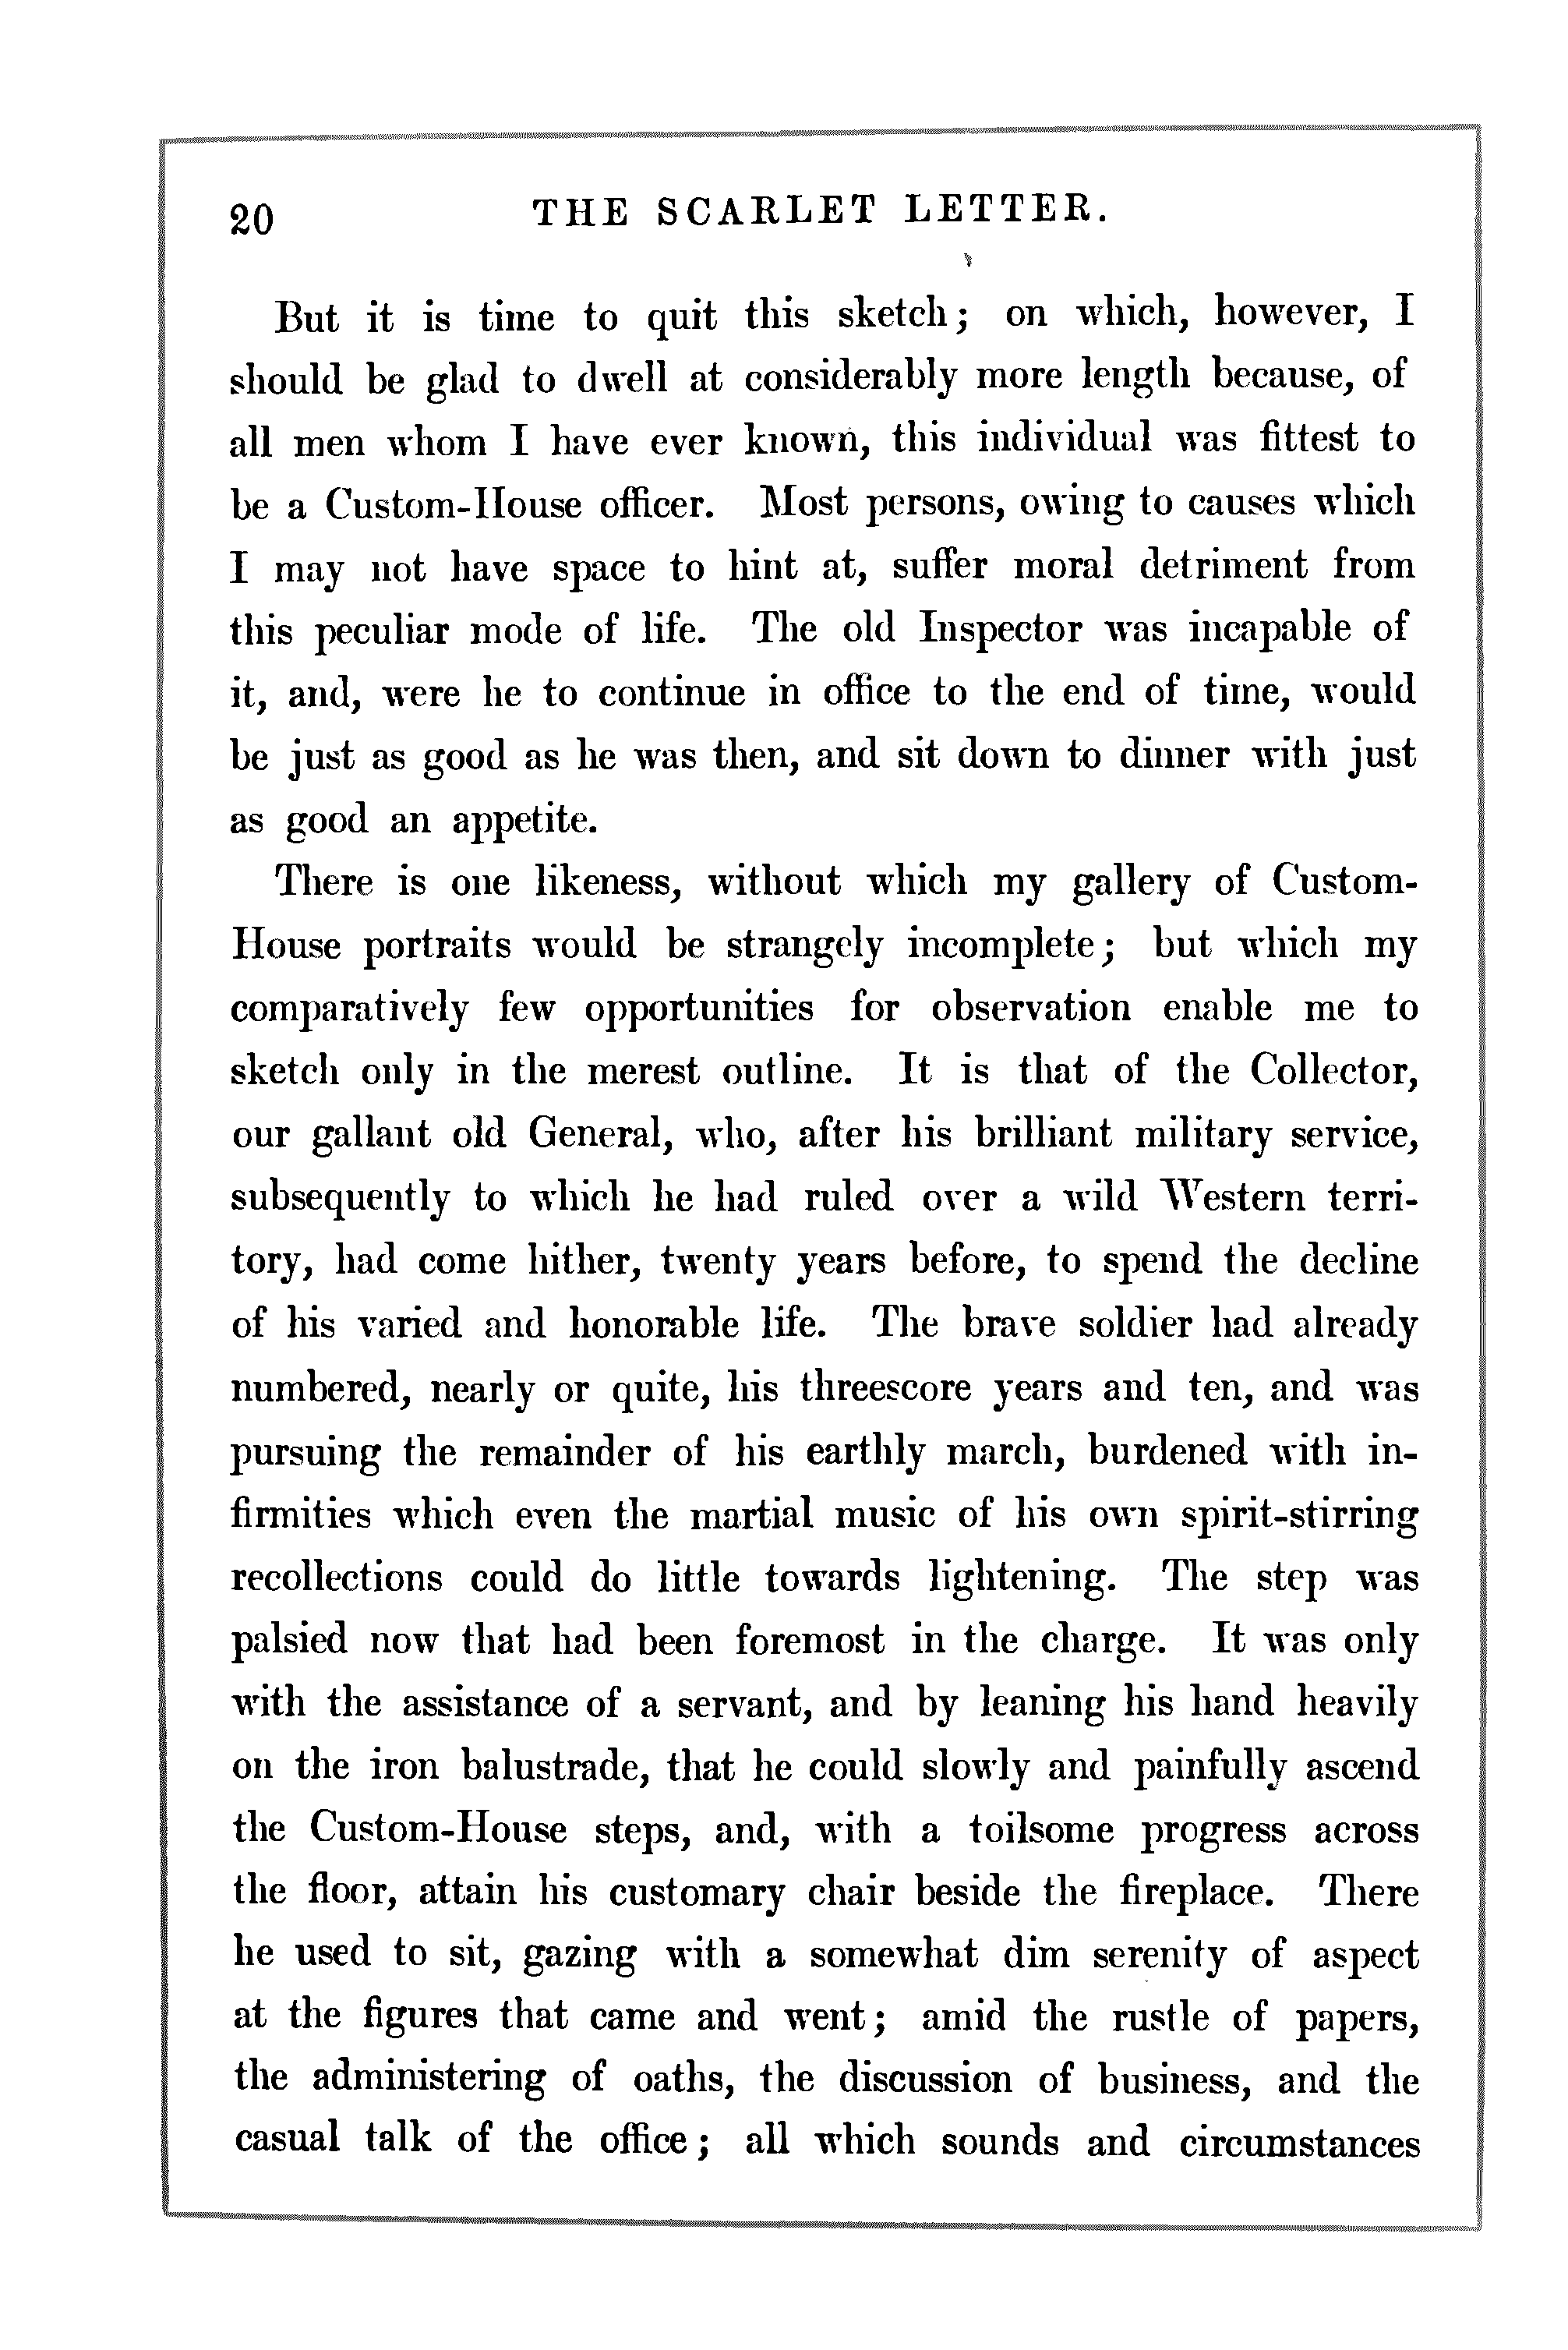 20 THE SCARLET LETTER.
But it is time to quit this sketch; on which, however, I
should be glad to dwell at considerably more length because, of
all men whom I have ever known, this individual was fittest to
be a Custom-House officer. Most persons, owing to causes which
I may not have space to hint at, suffer moral detriment from
this peculiar mode of life. The old Inspector was incapable of
it, and, were he to continue in office to the end of time, would
be just as good as he was then, and sit down to dinner with just
as good an appetite.
There is one likeness, without which my gallery of Custom-
House portraits would be strangely incomplete; but which my
comparatively few opportunities for observation enable me to
sketch only in the merest outline. It is that of the Collector,
our gallant old General, who, after his brilliant military service,
subsequently to which he had ruled over a wild Western terri-
tory, had come hither, twenty years before, to spend the decline
of his varied and honorable life. The brave soldier had already
numbered, nearly or quite, his threescore years and ten, and was
pursuing the remainder of his earthly march, burdened with in-
firmities which even the martial music of his own spirit-stirring
recollections could do little towards lightening. The step was
palsied now that had been foremost in the charge. It was only
with the assistance of a servant, and by leaning his hand heavily
on the iron balustrade, that he could slowly and painfully ascend
the Custom-House steps, and, with a toilsome progress across
the floor, attain his customary chair beside the fireplace. There
he used to sit, gazing with a somewhat dim serenity of aspect
at the figures that came and went; amid the rustle of papers,
the administering of oaths, the discussion of business, and the
casual talk of the office; all which sounds and circumstances